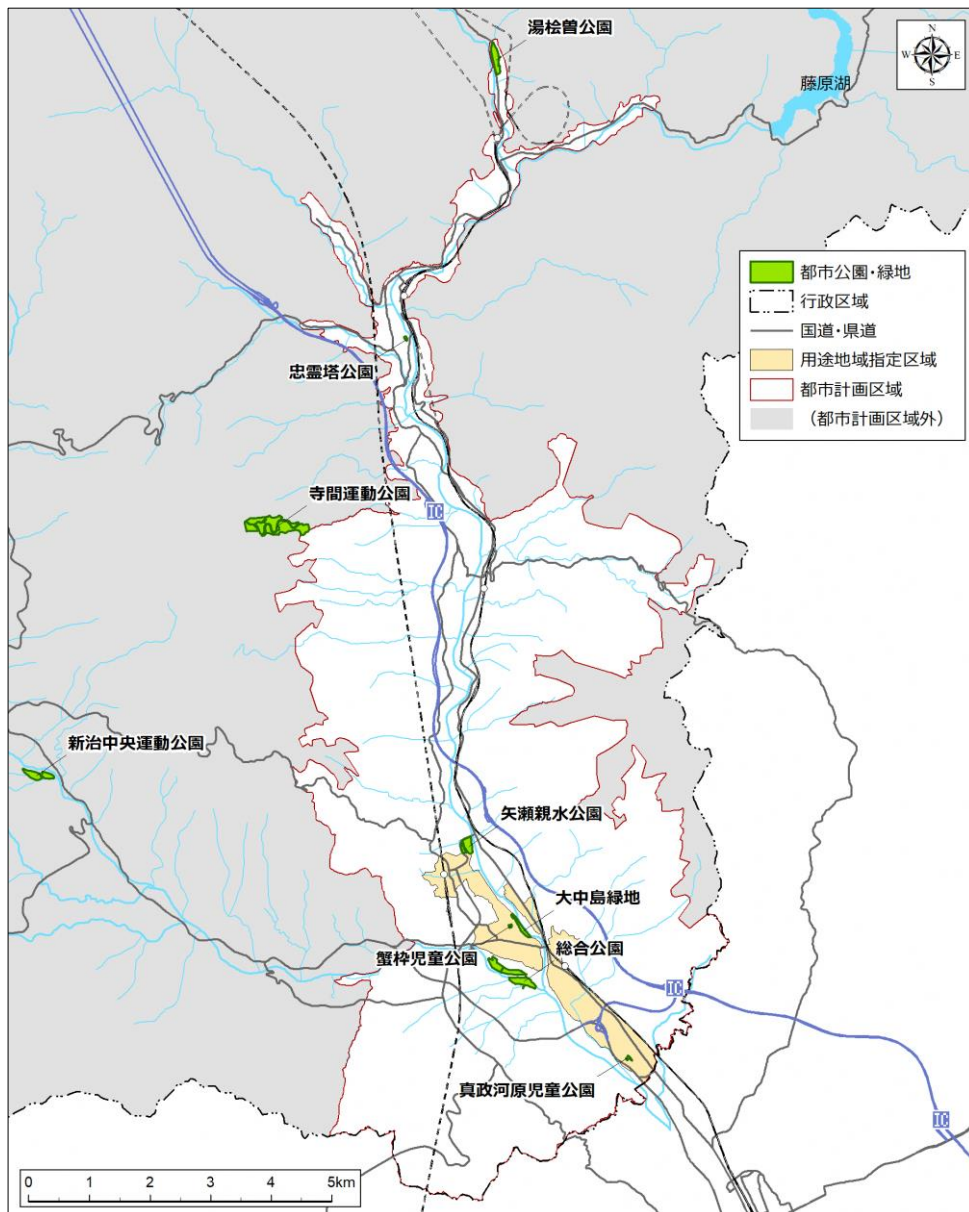 湯桧曽公園
N
W
E
S
藤原湖
都市公園・緑地
行政区域
国道・県道
用途地域指定区域
都市計画区域
（都市計画区域外）
忠霊塔公園
寺間運動公園
IC
新治中央運動公園
矢瀬親水公園
大中島緑地
蟹枠児童公園
総合公園
IC
真政河原児童公園
IC
0 1 2 3 4 5km